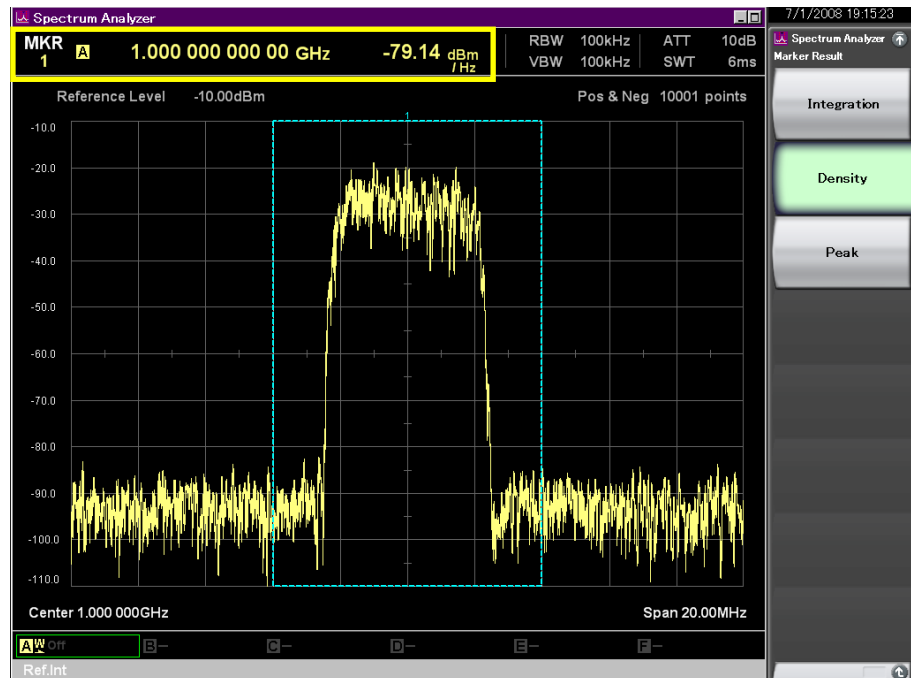 Spectrum Analyzer
7/1/2008 19:15:23
MKR
1
A
1.000 000 000 00 GHz
-79.14 dBm
/Hz
RBW 100kHz
VBW 100kHz
ATT 10dB
SWT 6ms
Spectrum Analyzer
Marker Result
Integration
Density
Peak
Reference Level -10.00dBm
Pos & Neg 10001 points
1
-10.0
-20.0
-30.0
-40.0
-50.0
-60.0
-70.0
-80.0
-90.0
-100.0
-110.0
Center 1.000 000GHz
Span 20.00MHz
A W Off
B-
C-
D-
E-
F-
Ref.Int